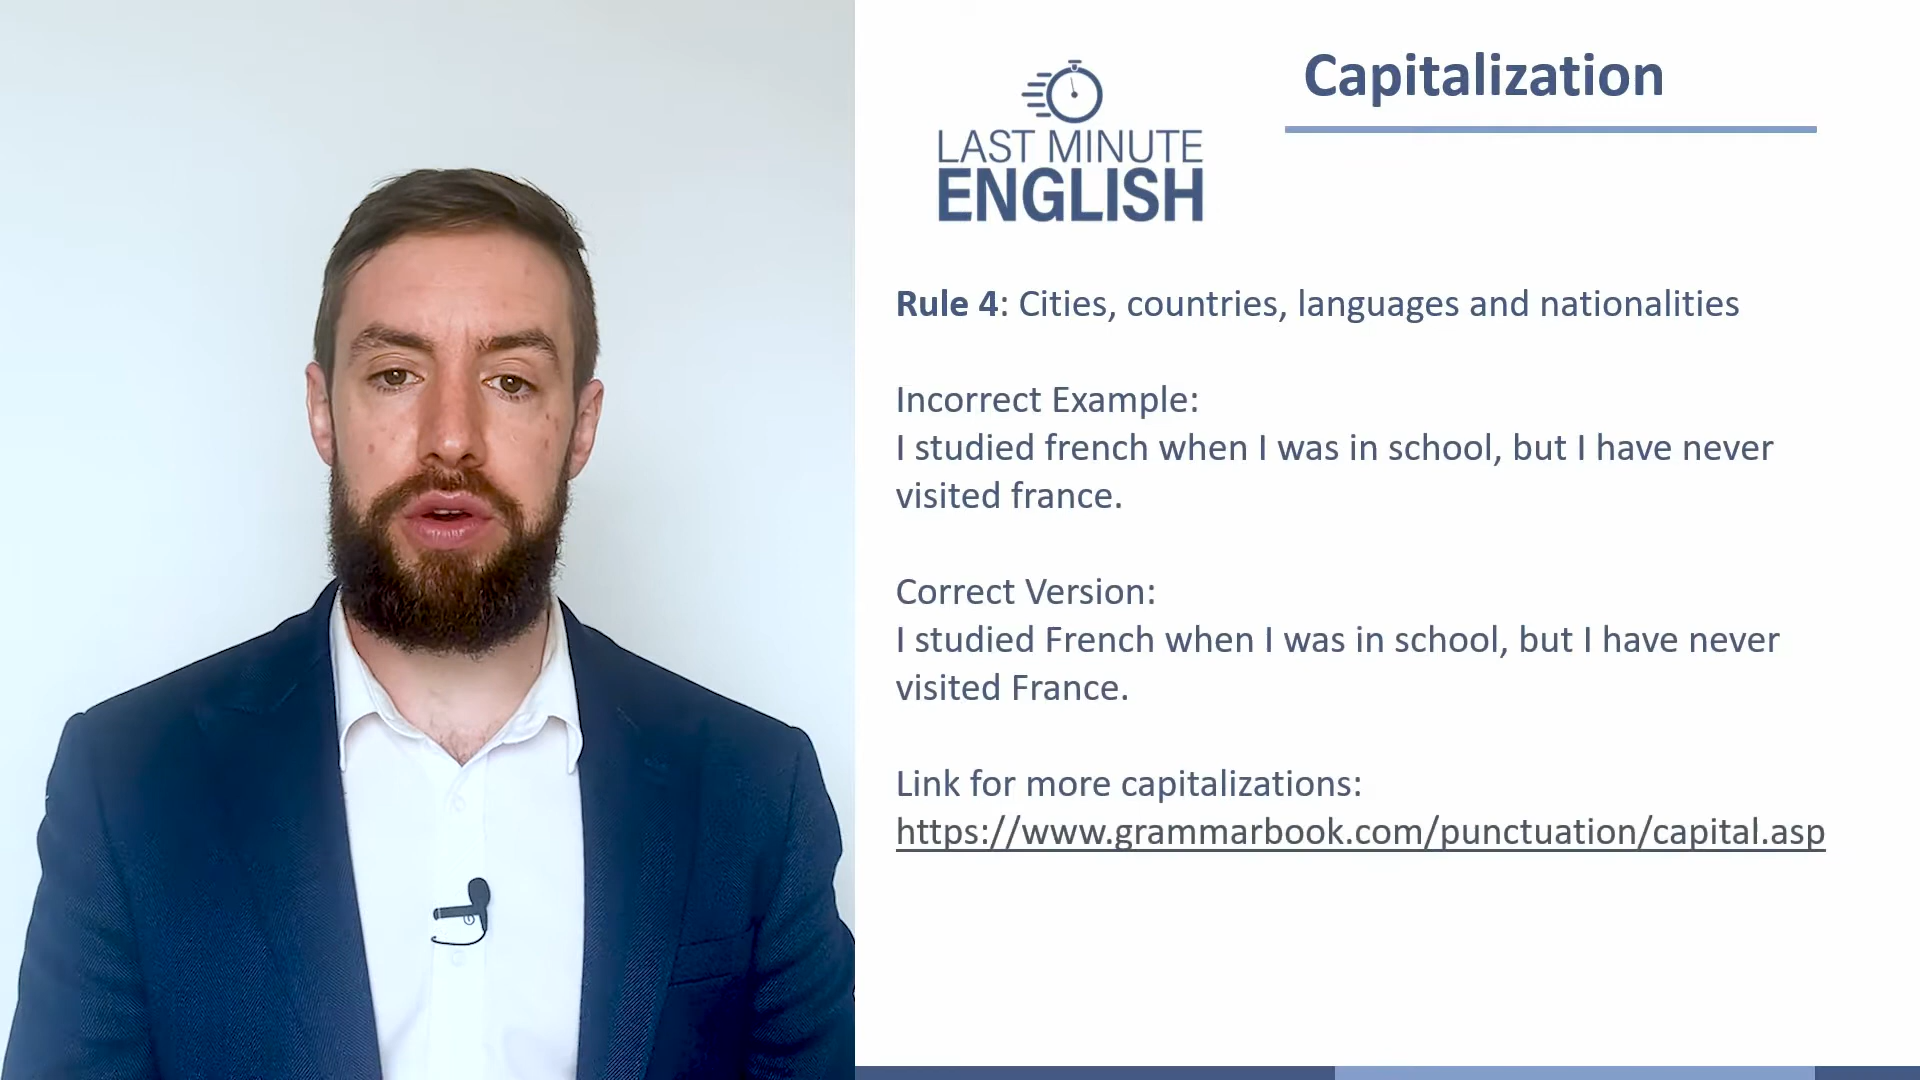 Capitalization
LAST MINUTE
ENGLISH
Rule 4: Cities, countries, languages and nationalities
Incorrect Example:
I studied french when I was in school, but I have never
visited france.
Correct Version:
I studied French when I was in school, but I have never
visited France.
Link for more capitalizations:
https://www.grammarbook.com/punctuation/capital.asp